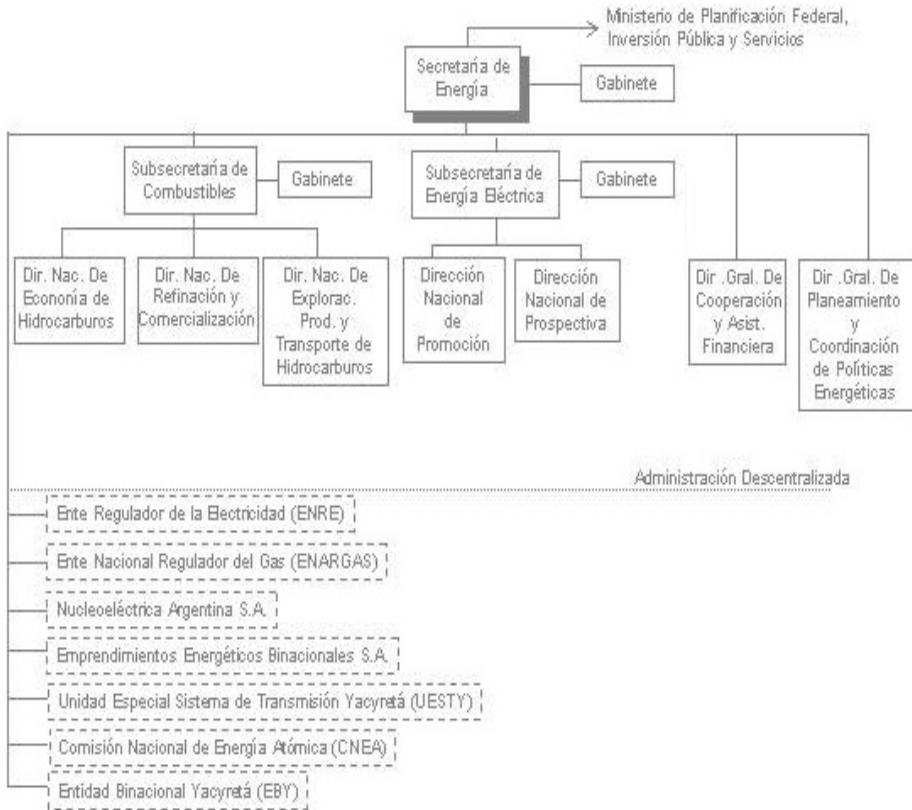 Ministerio de Planificación Federal,
Inversión Pública y Servicios
Secretaría de
Energía
Gabinete
Subsecretaría de
Combustibles
Gabinete
Subsecretaría de
Energía Eléctrica
Gabinete
Dir. Nac. De
Economía de
Hidrocarburos
Dir. Nac. De
Refinación y
Comercialización
Dir. Nac. De
Explorac.
Prod. y
Transporte de
Hidrocarburos
Dirección
Nacional
de
Promoción
Dirección
Nacional de
Prospectiva
Dir .Gral. De
Cooperación
y Asist.
Financiera
Dir .Gral. De
Planeamiento
y
Coordinación
de Políticas
Energéticas
Administración Descentralizada
Ente Regulador de la Electricidad (ENRE)
Ente Nacional Regulador del Gas (ENARGAS)
Nucleoeléctrica Argentina S.A.
Emprendimientos Energéticos Binacionales S.A.
Unidad Especial Sistema de Transmisión Yacyretá (UESTY)
Comisión Nacional de Energía Atómica (CNEA)
Entidad Binacional Yacyretá (EBY)